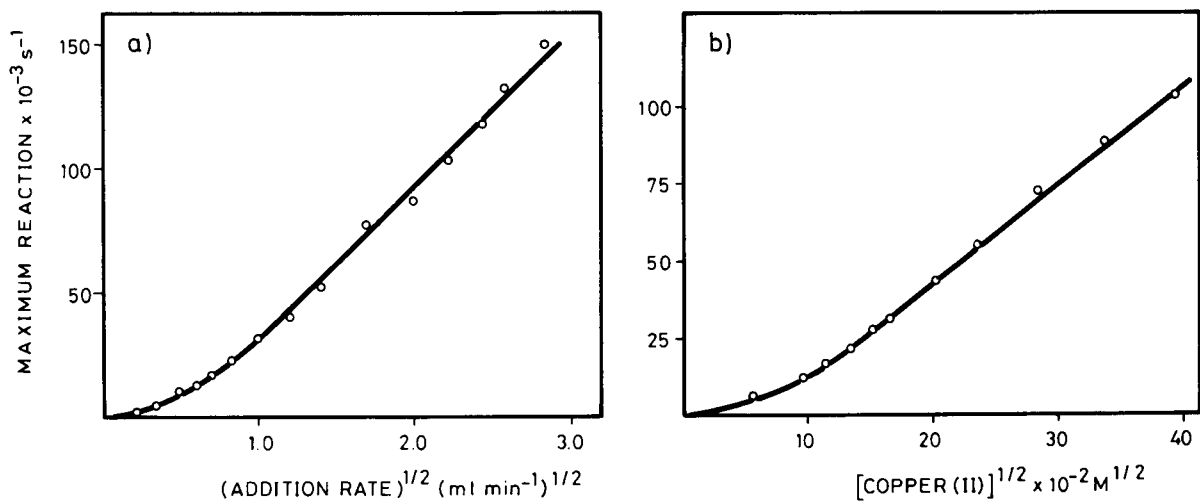 MAXIMUM REACTION x 10⁻³ s⁻¹
a)
150
100
50
1.0
2.0
3.0
(ADDITION RATE)¹/² (ml min⁻¹)¹/²
b)
100
75
50
25
10
20
30
40
[COPPER (II)]¹/² x 10⁻² M¹/²